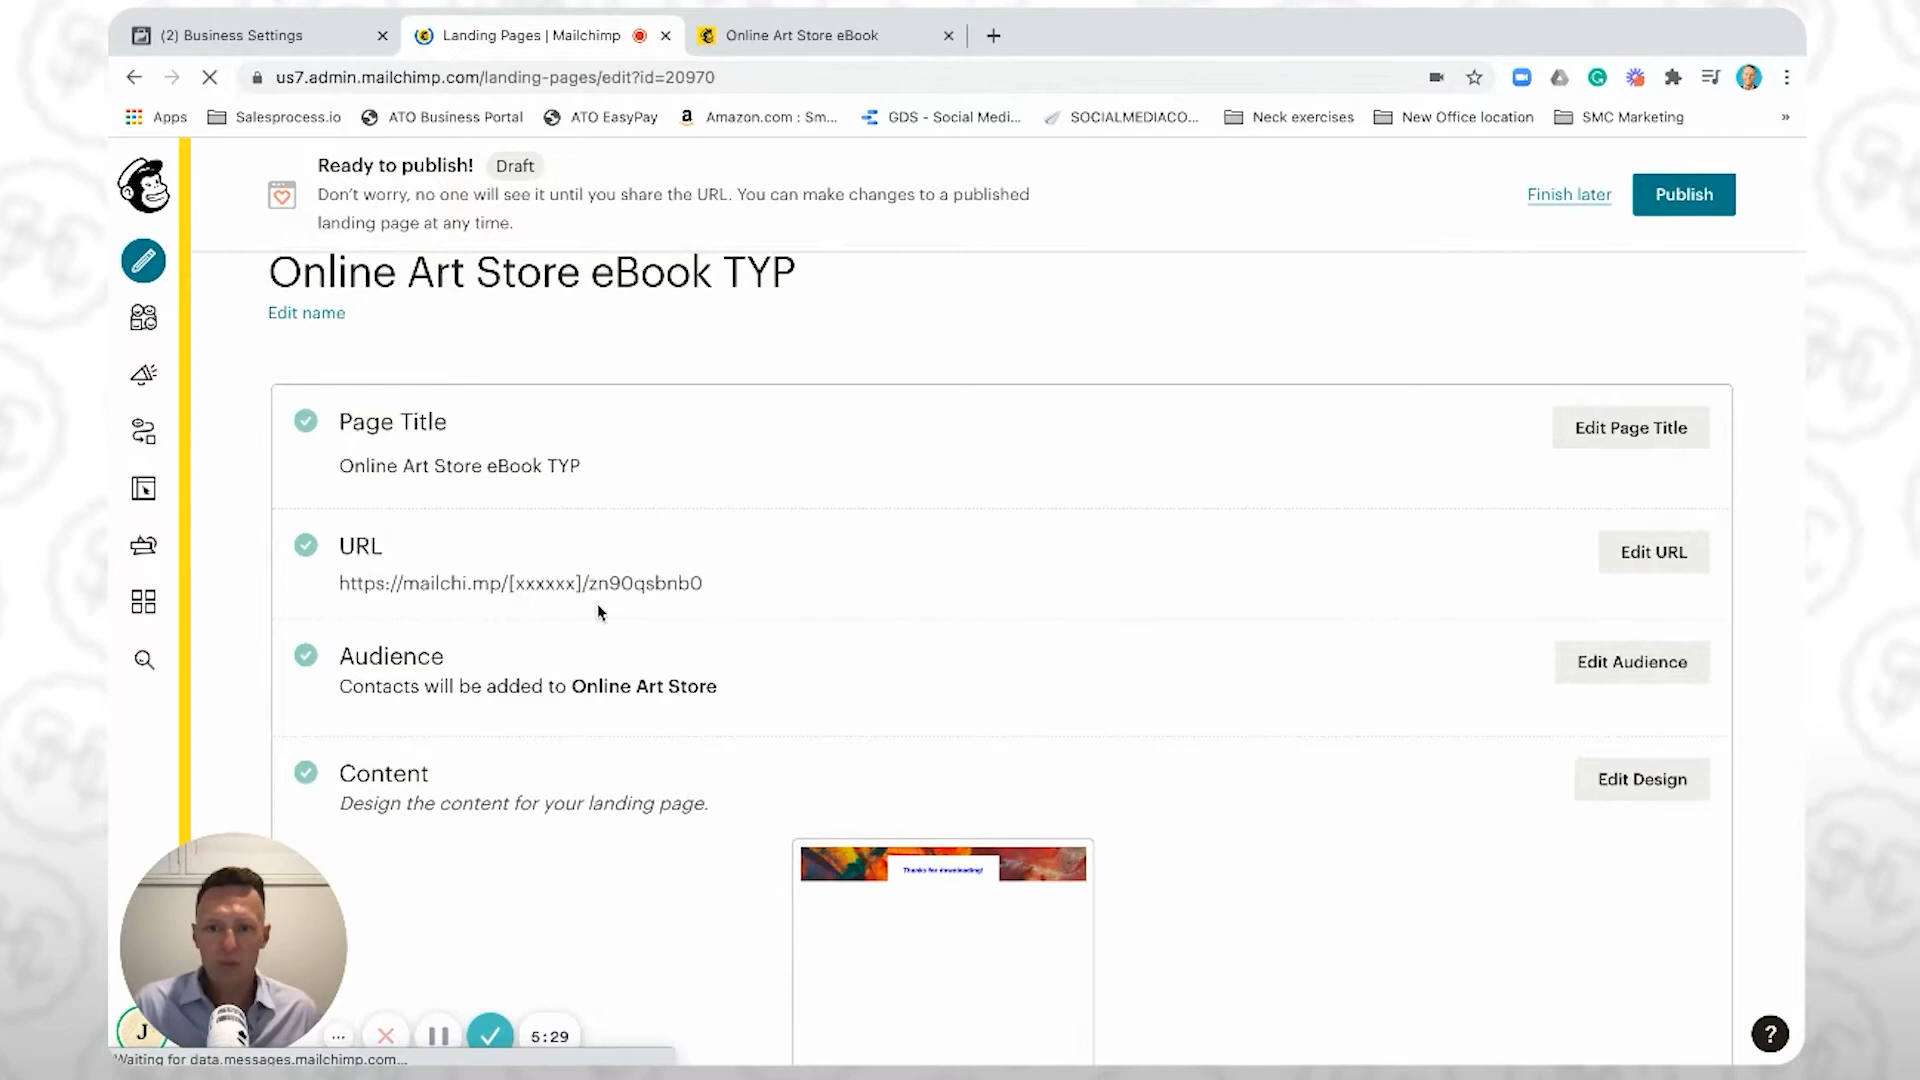 (2) Business Settings
Landing Pages | Mailchimp
Online Art Store eBook
us7.admin.mailchimp.com/landing-pages/edit?id=20970
Apps
Salesprocess.io
ATO Business Portal
ATO EasyPay
Amazon.com : Sm...
GDS - Social Medi...
SOCIALMEDIACO...
Neck exercises
New Office location
SMC Marketing
»
Ready to publish!
Draft
Don't worry, no one will see it until you share the URL. You can make changes to a published
landing page at any time.
Finish later
Publish
Online Art Store eBook TYP
Edit name
Page Title
Online Art Store eBook TYP
Edit Page Title
URL
https://mailchi.mp/[xxxxxx]/zn90qsbnb0
Edit URL
Audience
Contacts will be added to Online Art Store
Edit Audience
Content
Design the content for your landing page.
Edit Design
Thanks for downloading!
J
...
5:29
?
Waiting for data.messages.mailchimp.com...